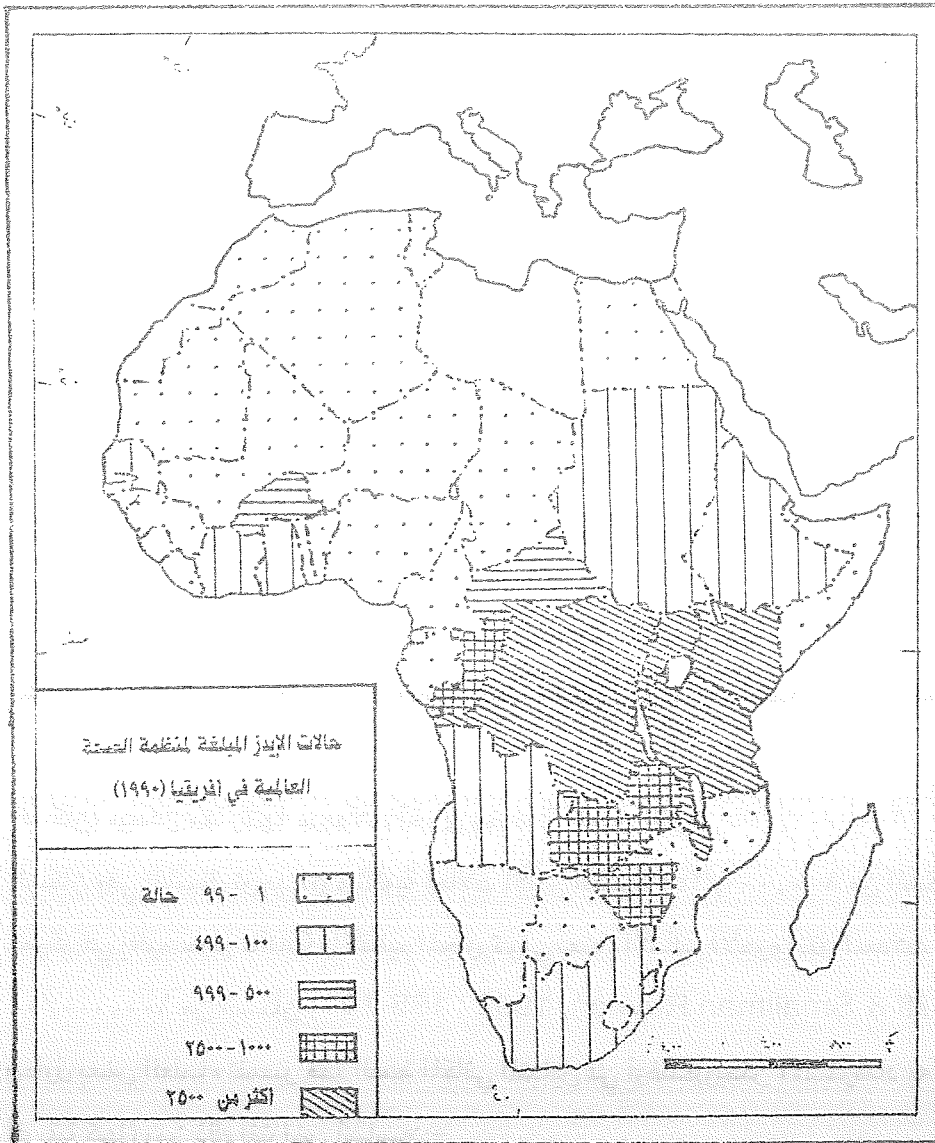 حالات الإيدز المبلغة لمنظمة الصحة
العالمية في افريقيا (١٩٩٠)
١ - ٩٩ حالة
١٠٠ - ٤٩٩
٥٠٠ - ٩٩٩
١٠٠٠ - ٢٥٠٠
اكثر من ٢٥٠٠